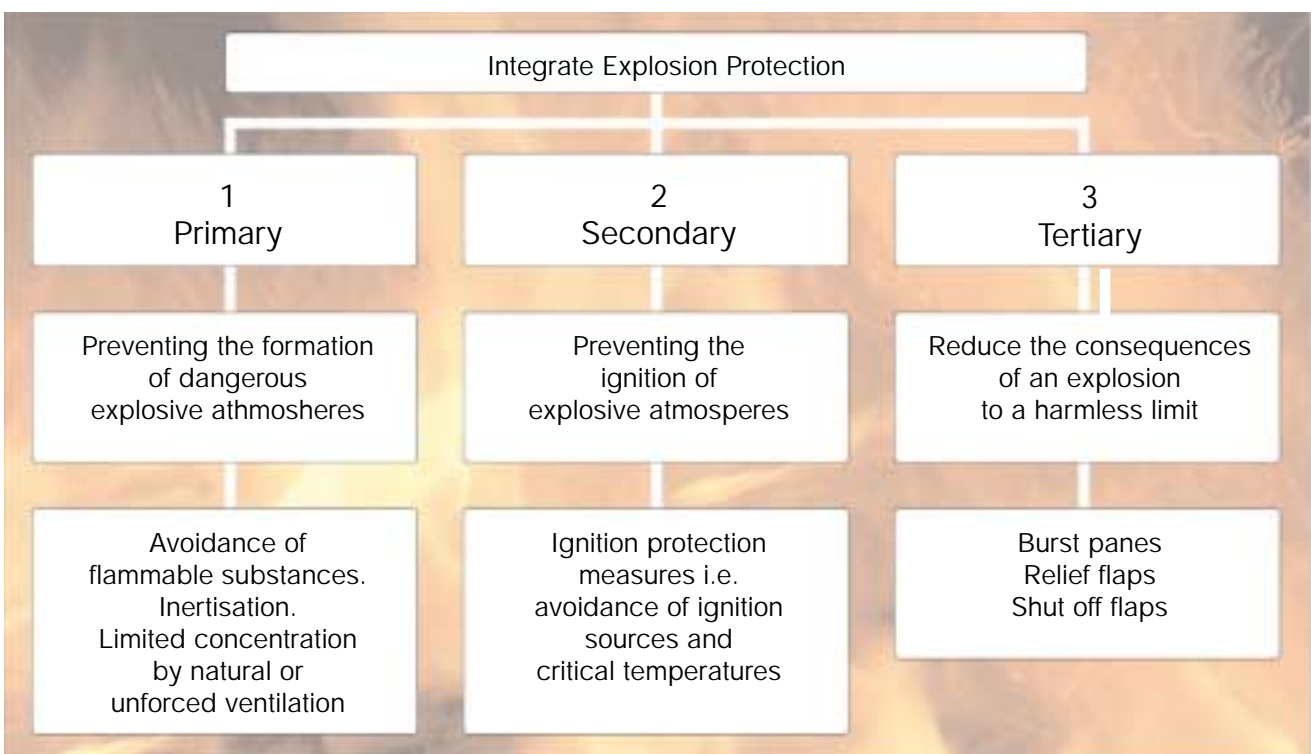 Integrate Explosion Protection
1
Primary
2
Secondary
3
Tertiary
Preventing the formation
of dangerous
explosive athmosheres
Preventing the
ignition of
explosive atmosperes
Reduce the consequences
of an explosion
to a harmless limit
Avoidance of
flammable substances.
Inertisation.
Limited concentration
by natural or
unforced ventilation
Ignition protection
measures i.e.
avoidance of ignition
sources and
critical temperatures
Burst panes
Relief flaps
Shut off flaps